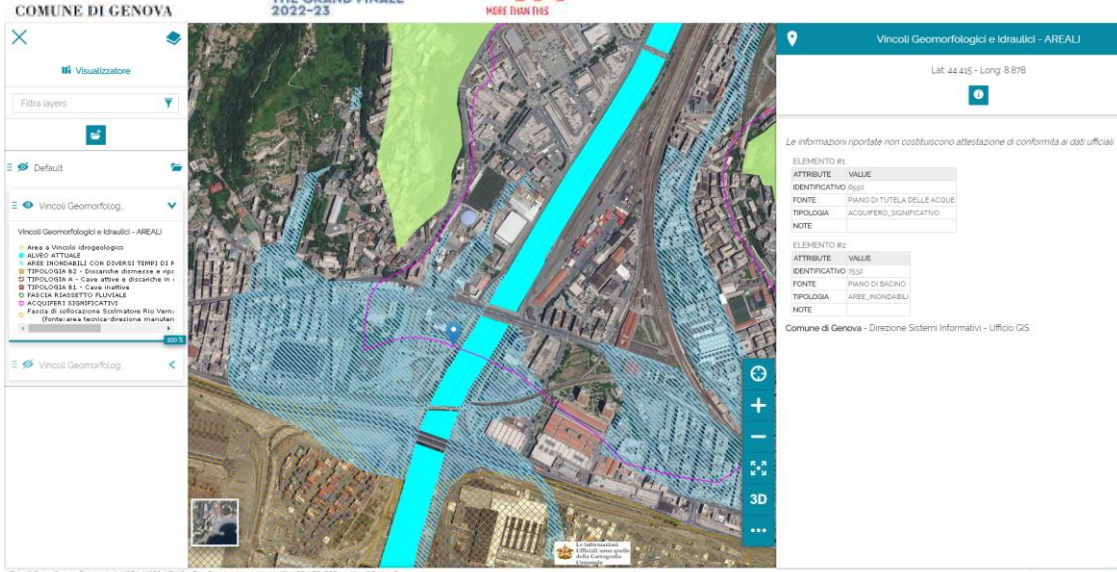 COMUNE DI GENOVA
THE GRAND FINALE
2022-23
MORE THAN THIS
Visualizzatore
Filtra layers
Default
Vincoli Geomorfolog...
Vincoli Geomorfologici e Idraulici - AREALI
Area a Vincolo idrogeologico
ALVEO ATTUALE
AREE INONDABILI CON DIVERSI TEMPI DI R
TIPOLOGIA B2 - Discariche dismesse e ripo
TIPOLOGIA A - Cave attive e discariche in
TIPOLOGIA B1 - Cave inattive
FASCIA RIASSETTO FLUVIALE
ACQUIFERI SIGNIFICATIVI
Fascia di collocazione Scolmatore Rio Vern
(fonte:area tecnica-direzione manuten
100 %
Vincoli Geomorfolog...
3D
Le informazioni
Ufficiali sono quelle
della Cartografia
Comunale
Vincoli Geomorfologici e Idraulici - AREALI
Lat: 44.415 - Long: 8.878
Le informazioni riportate non costituiscono attestazione di conformità ai dati ufficiali
ELEMENTO #1
ATTRIBUTE VALUE
IDENTIFICATIVO 6550
FONTE PIANO DI TUTELA DELLE ACQUE
TIPOLOGIA ACQUIFERO_SIGNIFICATIVO
NOTE
ELEMENTO #2
ATTRIBUTE VALUE
IDENTIFICATIVO 7532
FONTE PIANO DI BACINO
TIPOLOGIA AREE_INONDABILI
NOTE
Comune di Genova - Direzione Sistemi Informativi - Ufficio GIS